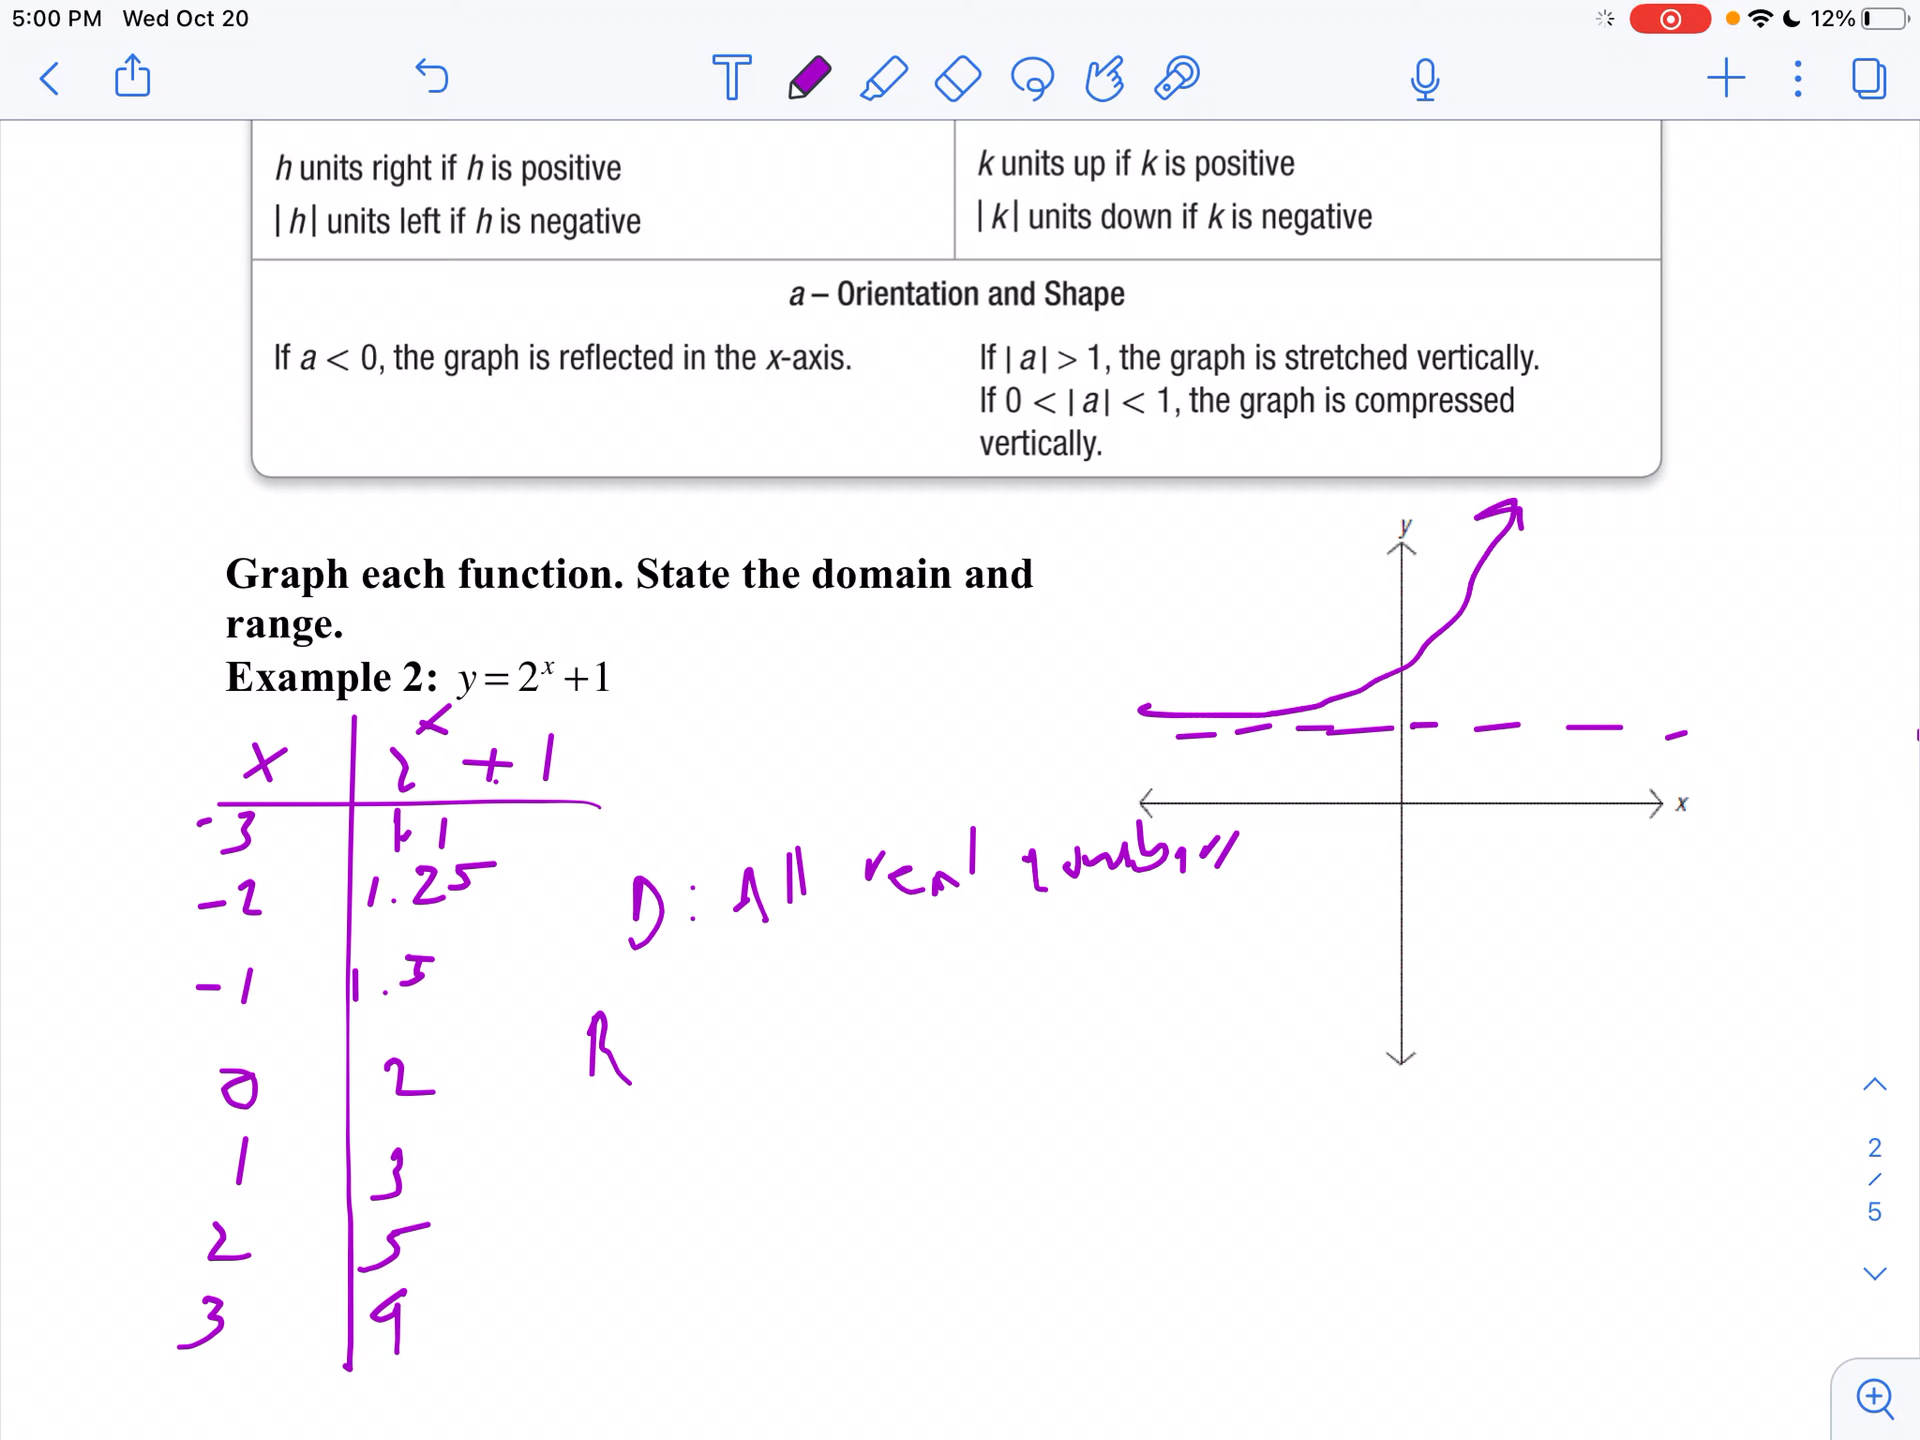 5:00 PM Wed Oct 20
12%
h units right if h is positive
|h| units left if h is negative
k units up if k is positive
|k| units down if k is negative
a – Orientation and Shape
If a < 0, the graph is reflected in the x-axis.
If |a| > 1, the graph is stretched vertically.
If 0 < |a| < 1, the graph is compressed
vertically.
Graph each function. State the domain and
range.
Example 2: y = 2ˣ + 1
y
x
x 2ˣ + 1
-3
-2 1.25
-1 1.5
0 2
1 3
2 5
3 9
D: All real numbers
R
2
/
5